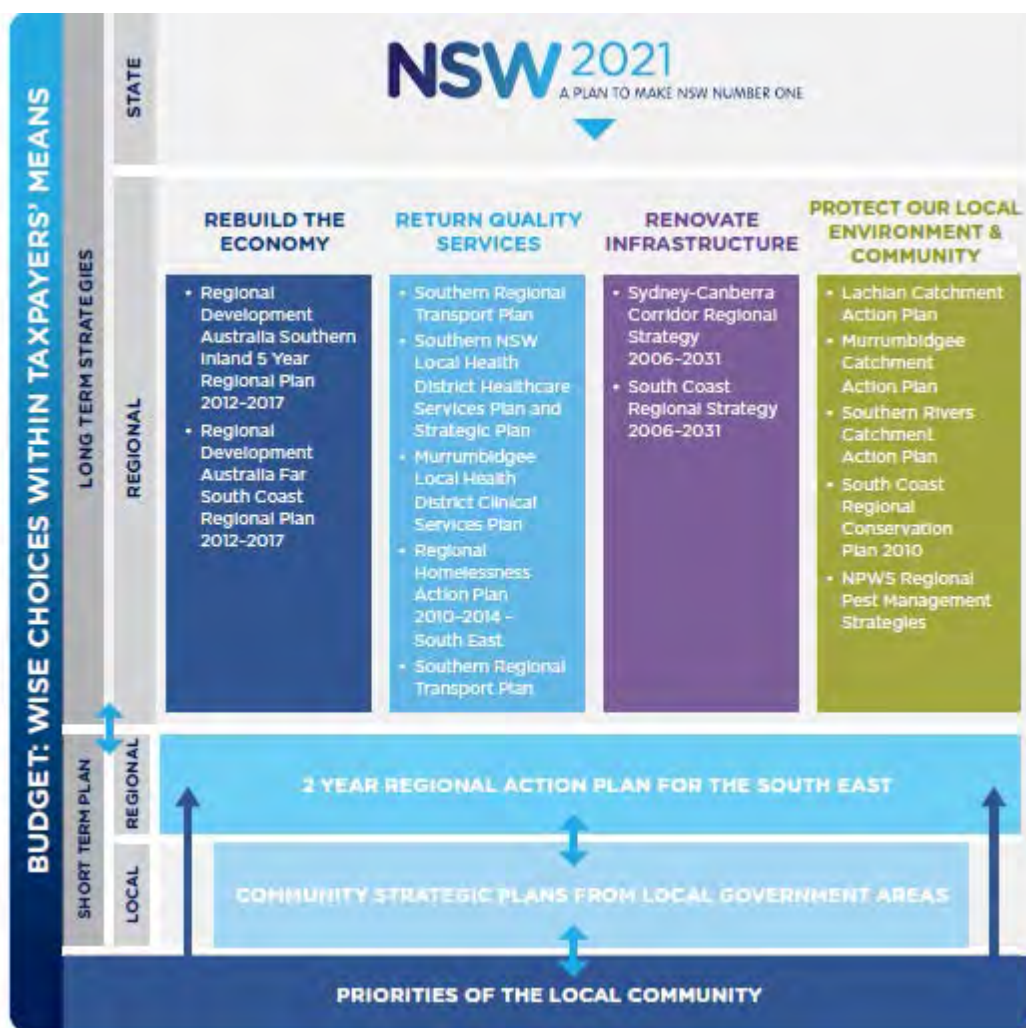 BUDGET: WISE CHOICES WITHIN TAXPAYERS' MEANS
LONG TERM STRATEGIES
STATE
NSW 2021
A PLAN TO MAKE NSW NUMBER ONE
REGIONAL
REBUILD THE
ECONOMY
• Regional
Development
Australia Southern
Inland 5 Year
Regional Plan
2012–2017
• Regional
Development
Australia Far
South Coast
Regional Plan
2012–2017
RETURN QUALITY
SERVICES
• Southern Regional
Transport Plan
• Southern NSW
Local Health
District Healthcare
Services Plan and
Strategic Plan
• Murrumbidgee
Local Health
District Clinical
Services Plan
• Regional
Homelessness
Action Plan
2010–2014 –
South East
• Southern Regional
Transport Plan
RENOVATE
INFRASTRUCTURE
• Sydney-Canberra
Corridor Regional
Strategy
2006–2031
• South Coast
Regional Strategy
2006–2031
PROTECT OUR LOCAL
ENVIRONMENT &
COMMUNITY
• Lachlan Catchment
Action Plan
• Murrumbidgee
Catchment
Action Plan
• Southern Rivers
Catchment
Action Plan
• South Coast
Regional
Conservation
Plan 2010
• NPWS Regional
Pest Management
Strategies
SHORT TERM PLAN
REGIONAL
2 YEAR REGIONAL ACTION PLAN FOR THE SOUTH EAST
LOCAL
COMMUNITY STRATEGIC PLANS FROM LOCAL GOVERNMENT AREAS
PRIORITIES OF THE LOCAL COMMUNITY